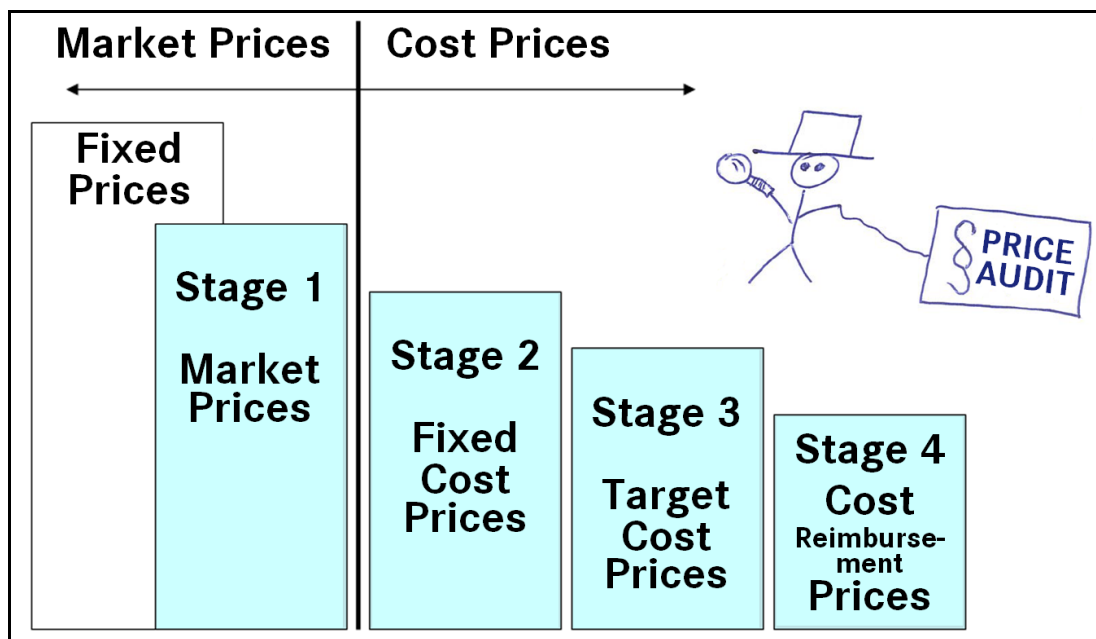 Market Prices
Cost Prices
Fixed
Prices
Stage 1
Market
Prices
Stage 2
Fixed
Cost
Prices
Stage 3
Target
Cost
Prices
Stage 4
Cost
Reimburse-
ment
Prices
§ PRICE
AUDIT